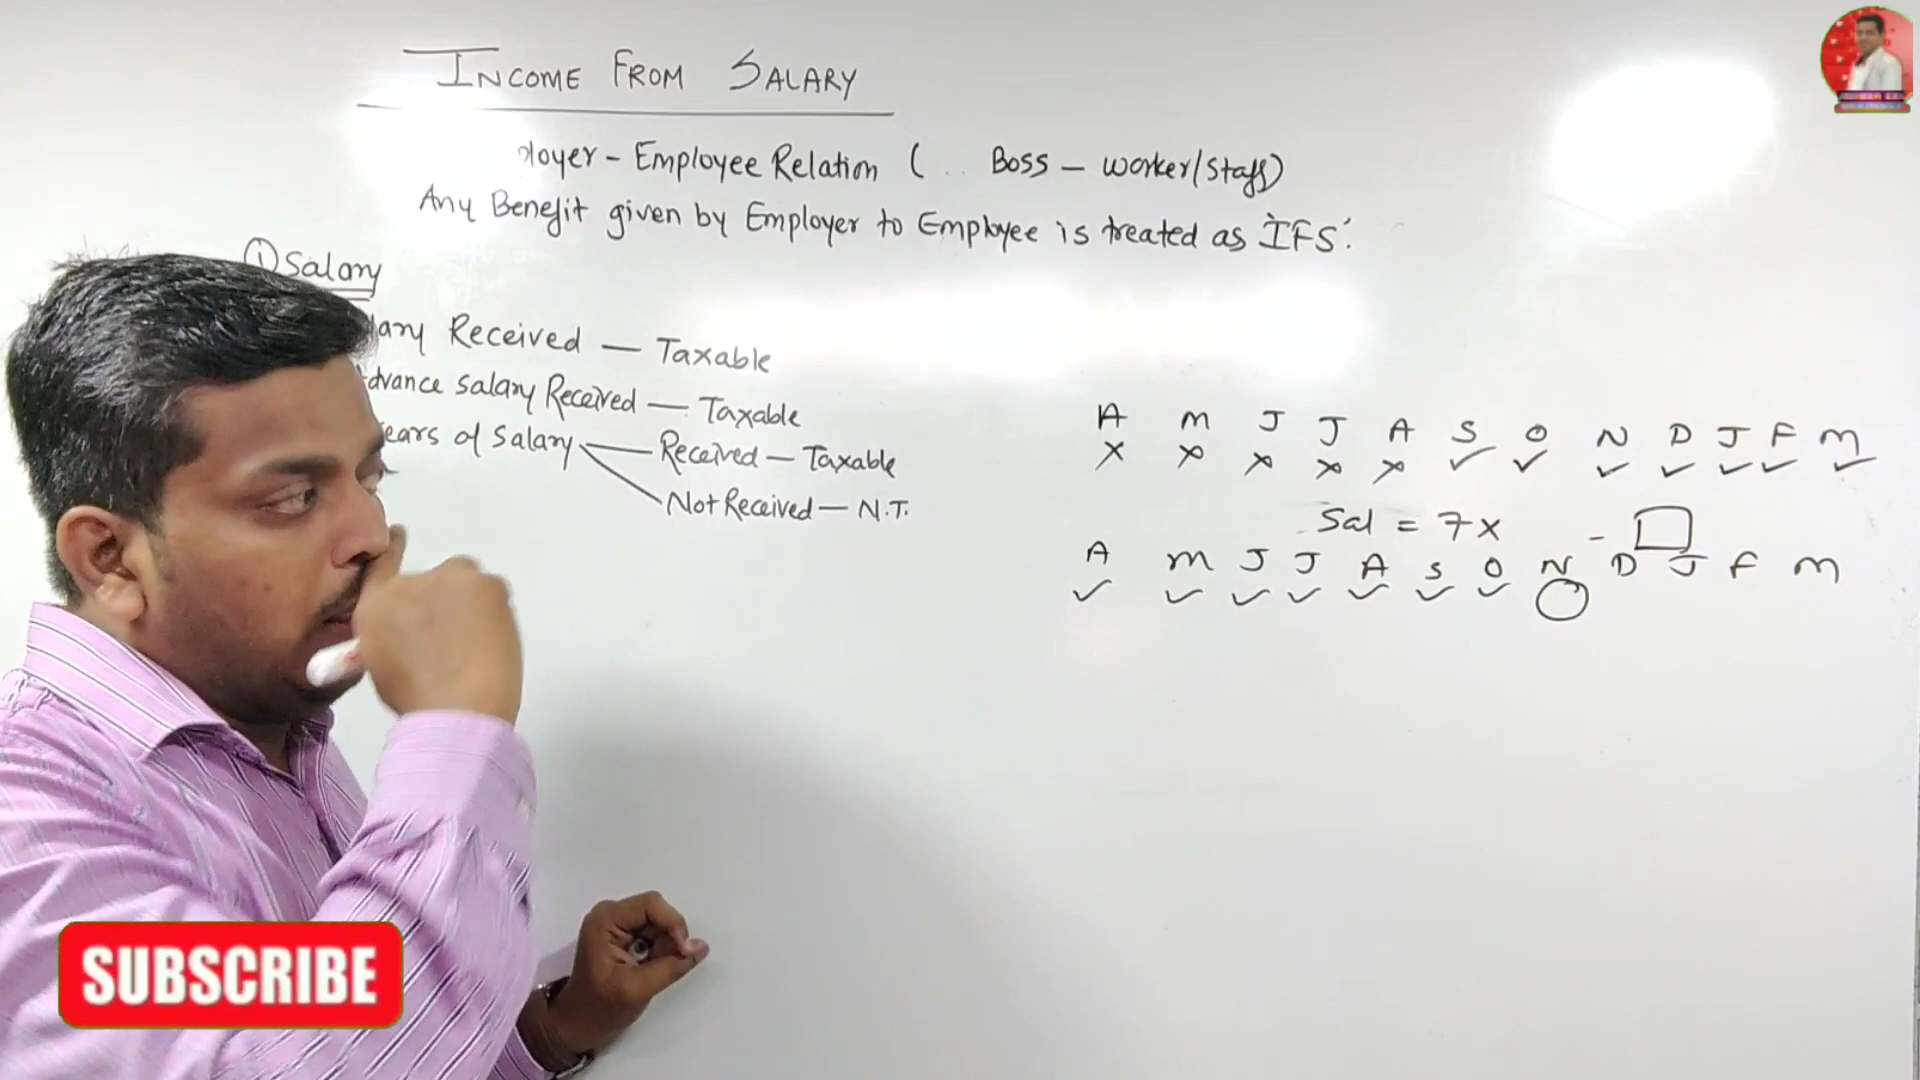 INCOME FROM SALARY
loyer - Employee Relation ( .. Boss - worker/staff)
Any Benefit given by Employer to Employee is treated as IFS.
① Salary
lary Received — Taxable
dvance Salary Received — Taxable
ears of Salary — Received — Taxable
Not Received — N.T.
A M J J A S O N D J F M
× × × × × ✓ ✓ ✓ ✓ ✓ ✓ ✓
Sal = 7x -
A M J J A S O N D J F M
✓ ✓ ✓ ✓ ✓ ✓ ✓
SUBSCRIBE